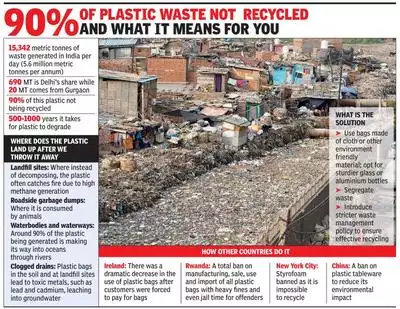 90% OF PLASTIC WASTE NOT RECYCLED
AND WHAT IT MEANS FOR YOU
15,342 metric tonnes of
waste generated in India per
day (5.6 million metric
tonnes per annum)
690 MT is Delhi's share while
20 MT comes from Gurgaon
90% of this plastic not
being recycled
500-1000 years it takes
for plastic to degrade
WHERE DOES THE PLASTIC
LAND UP AFTER WE
THROW IT AWAY
Landfill sites: Where instead
of decomposing, the plastic
often catches fire due to high
methane generation
Roadside garbage dumps:
Where it is consumed
by animals
Waterbodies and waterways:
Around 90% of the plastic
being generated is making
its way into oceans
through rivers
Clogged drains: Plastic bags
in the soil and at landfill sites
lead to toxic metals, such as
lead and cadmium, leaching
into groundwater
WHAT IS THE
SOLUTION
➤ Use bags made
of cloth or other
environment
friendly
material; opt for
sturdier glass or
aluminium bottles
➤ Segregate
waste
➤ Introduce
stricter waste
management
policy to ensure
effective recycling
HOW OTHER COUNTRIES DO IT
Ireland: There was a
dramatic decrease in the
use of plastic bags after
customers were forced
to pay for bags
Rwanda: A total ban on
manufacturing, sale, use
and import of all plastic
bags with heavy fines and
even jail time for offenders
New York City:
Styrofoam
banned as it is
impossible
to recycle
China: A ban on
plastic tableware
to reduce its
environmental
impact